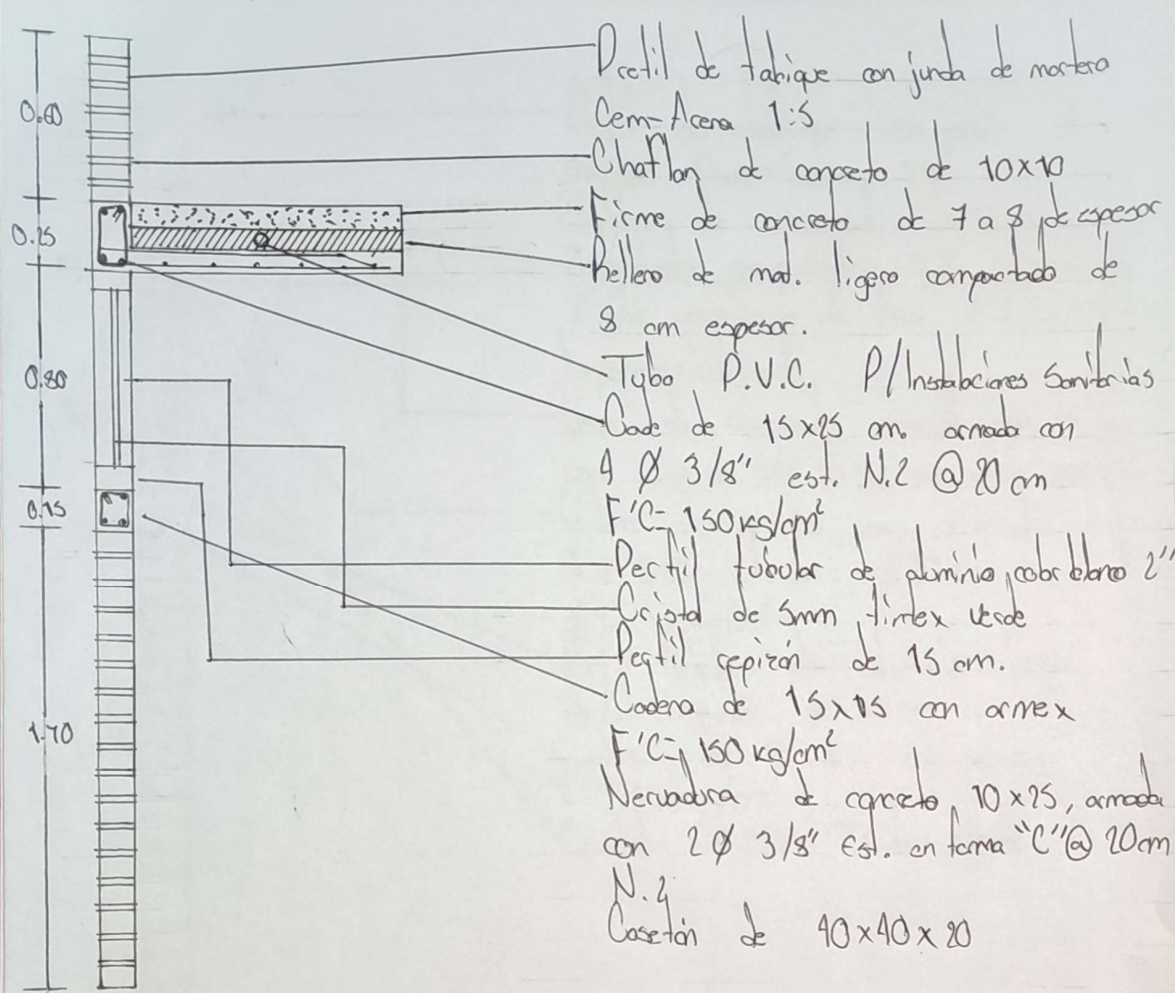 0.60
0.25
0.80
0.15
1.70
Pretil de tabique con junda de mortero
Cem-Arena 1:5
Chaflan de concreto de 10x10
Firme de concreto de 7 a 8 de espesor
Relleno de mad. ligero compactado de
8 cm espesor.
Tubo P.V.C. P/Instalaciones Sanitarias
Cade de 15x25 cm. armada con
4 Ø 3/8" est. N.2 @ 20 cm
F'C= 150 kg/cm²
Perfil tubular de aluminio, color blanco 2"
Cristal de 5mm tintex verde
Perfil repizón de 15 cm.
Cadena de 15x15 con armex
F'C= 150 kg/cm²
Nervadura de concreto, 10x25, armada
con 2 Ø 3/8" Est. en forma "C" @ 20cm
N.2
Casetón de 40x40x20